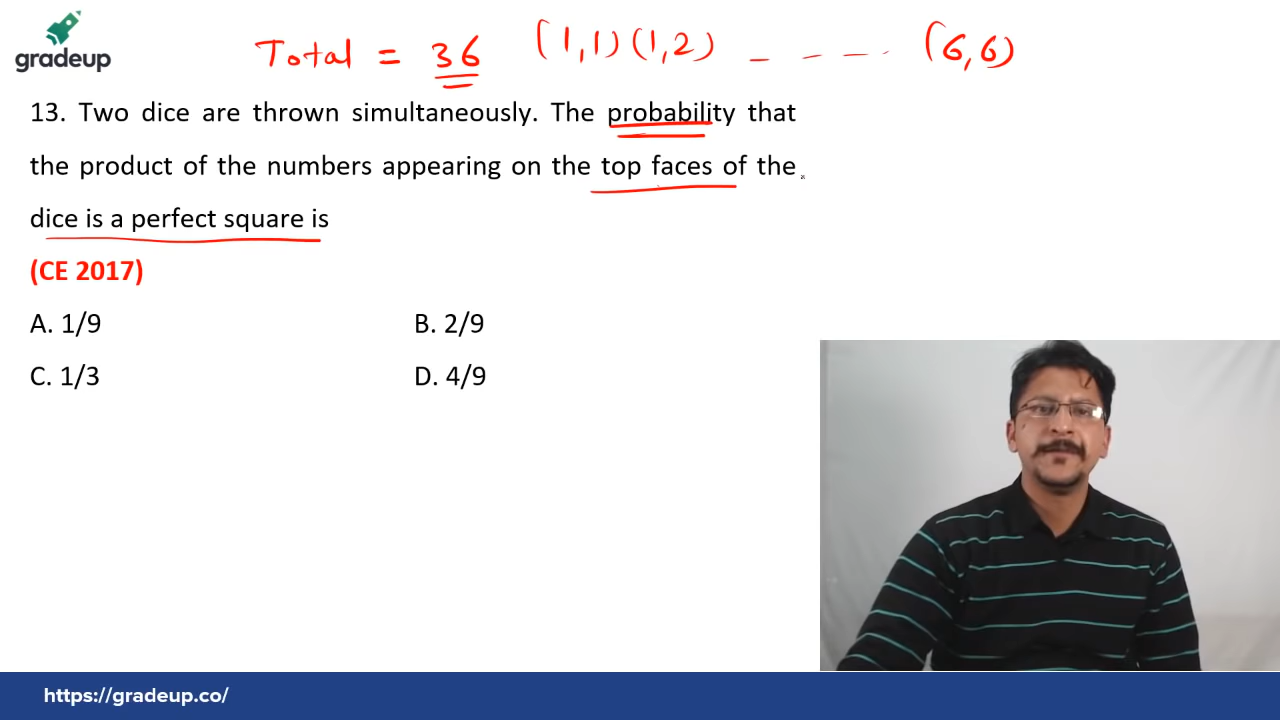 gradeup
Total = 36 (1,1) (1,2) - - - - (6,6)
13. Two dice are thrown simultaneously. The probability that
the product of the numbers appearing on the top faces of the
dice is a perfect square is
(CE 2017)
A. 1/9 B. 2/9
C. 1/3 D. 4/9
https://gradeup.co/